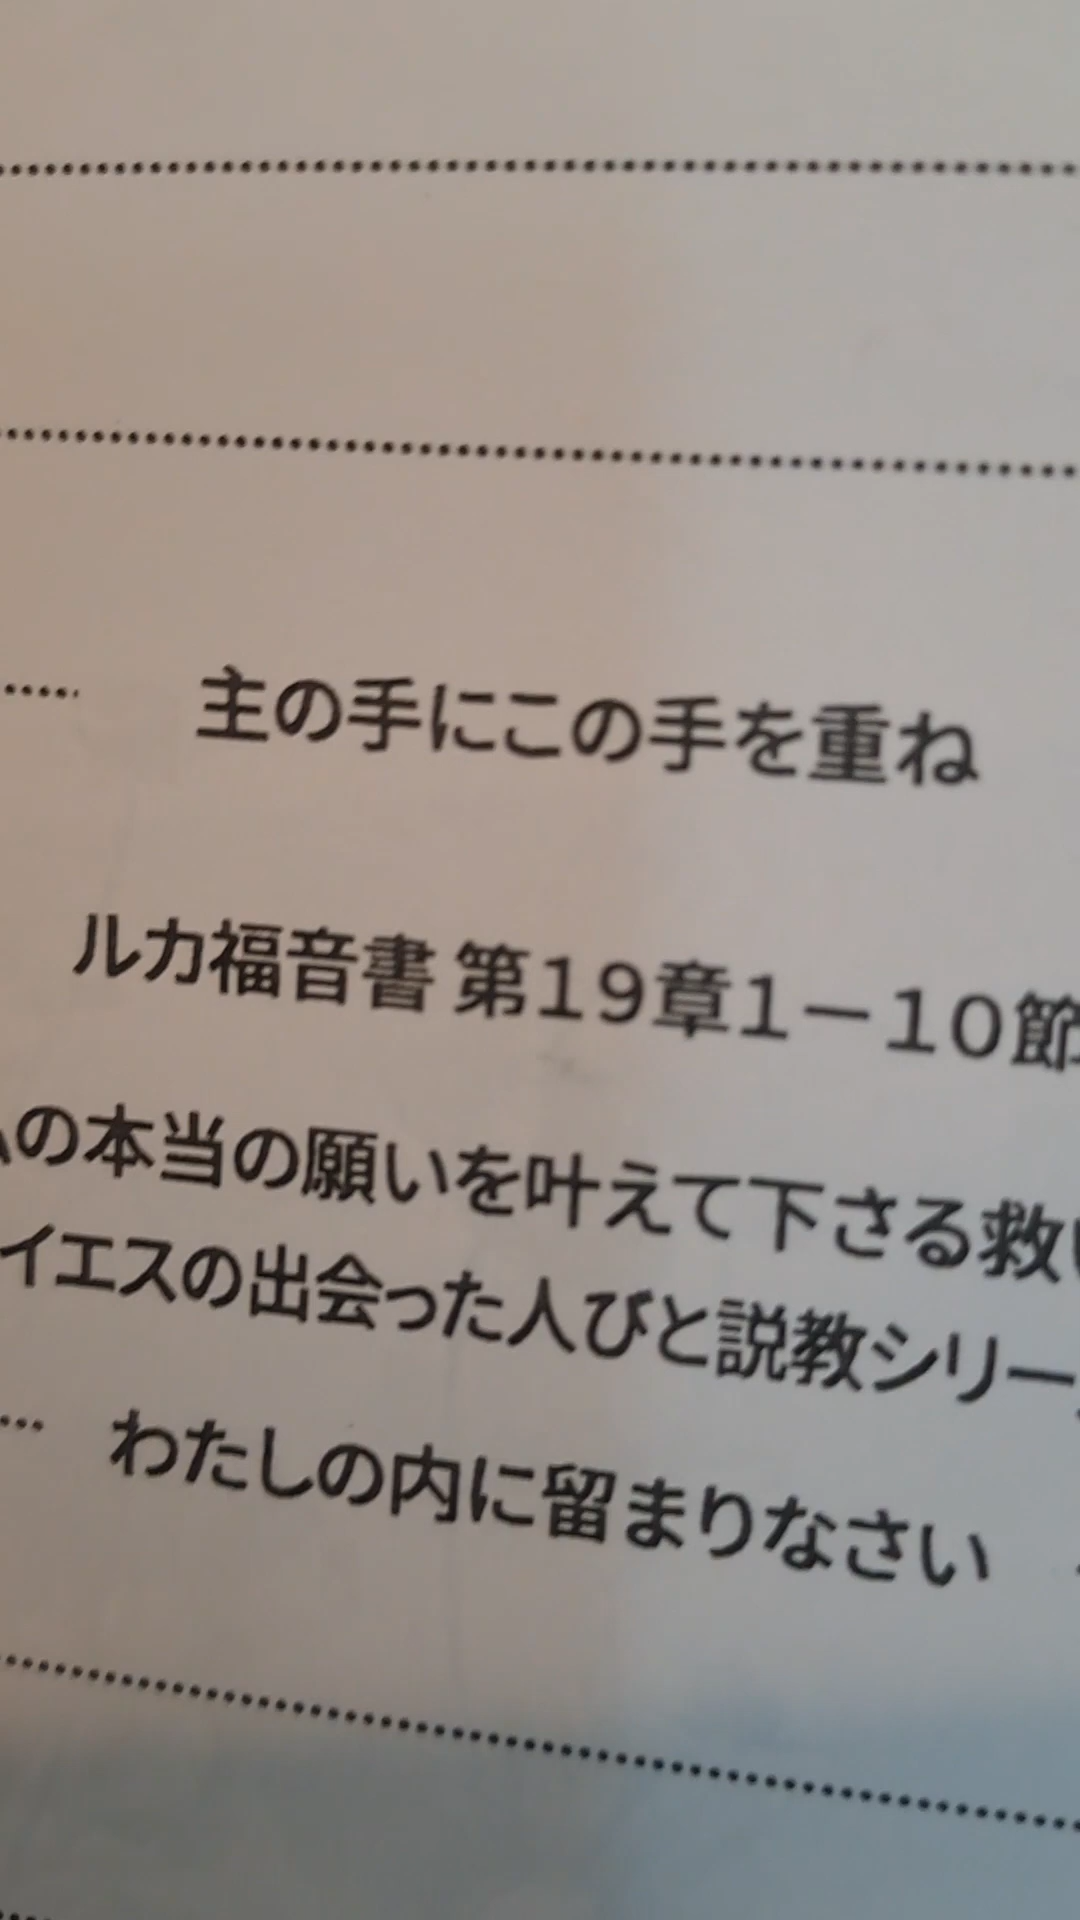 主の手にこの手を重ね
ルカ福音書 第19章1－10節
の本当の願いを叶えて下さる救
イエスの出会った人びと説教シリー
わたしの内に留まりなさい